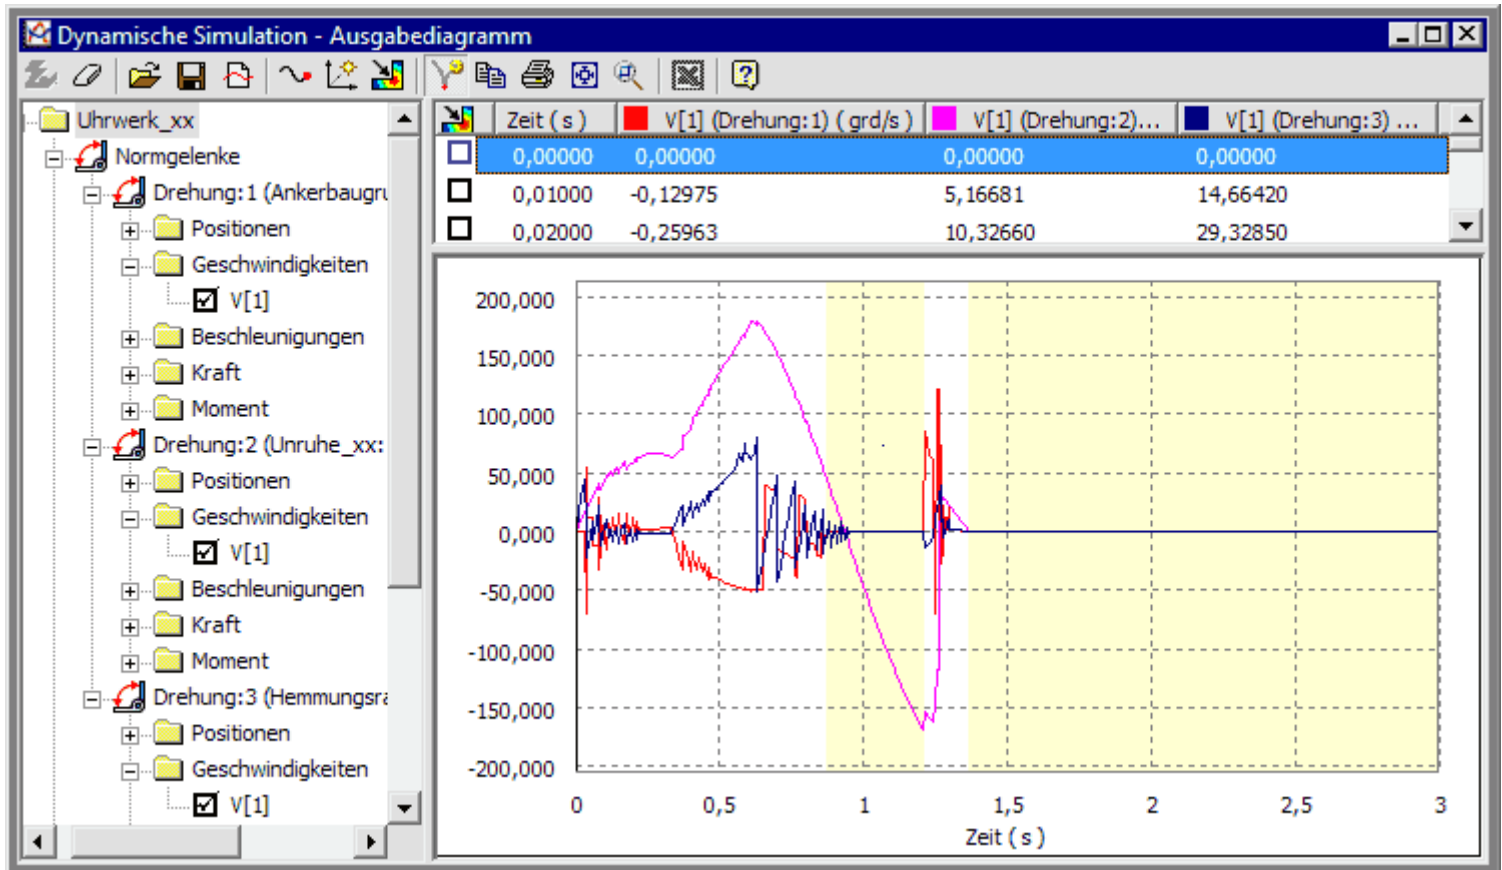 Dynamische Simulation - Ausgabediagramm
Uhrwerk_xx
Normgelenke
Drehung:1 (Ankerbaugru
Positionen
Geschwindigkeiten
V[1]
Beschleunigungen
Kraft
Moment
Drehung:2 (Unruhe_xx:
Positionen
Geschwindigkeiten
V[1]
Beschleunigungen
Kraft
Moment
Drehung:3 (Hemmungsra
Positionen
Geschwindigkeiten
V[1]
Zeit ( s ) V[1] (Drehung:1) ( grd/s ) V[1] (Drehung:2)... V[1] (Drehung:3) ...
0,00000 0,00000 0,00000 0,00000
0,01000 -0,12975 5,16681 14,66420
0,02000 -0,25963 10,32660 29,32850
200,000
150,000
100,000
50,000
0,000
-50,000
-100,000
-150,000
-200,000
0 0,5 1 1,5 2 2,5 3
Zeit ( s )